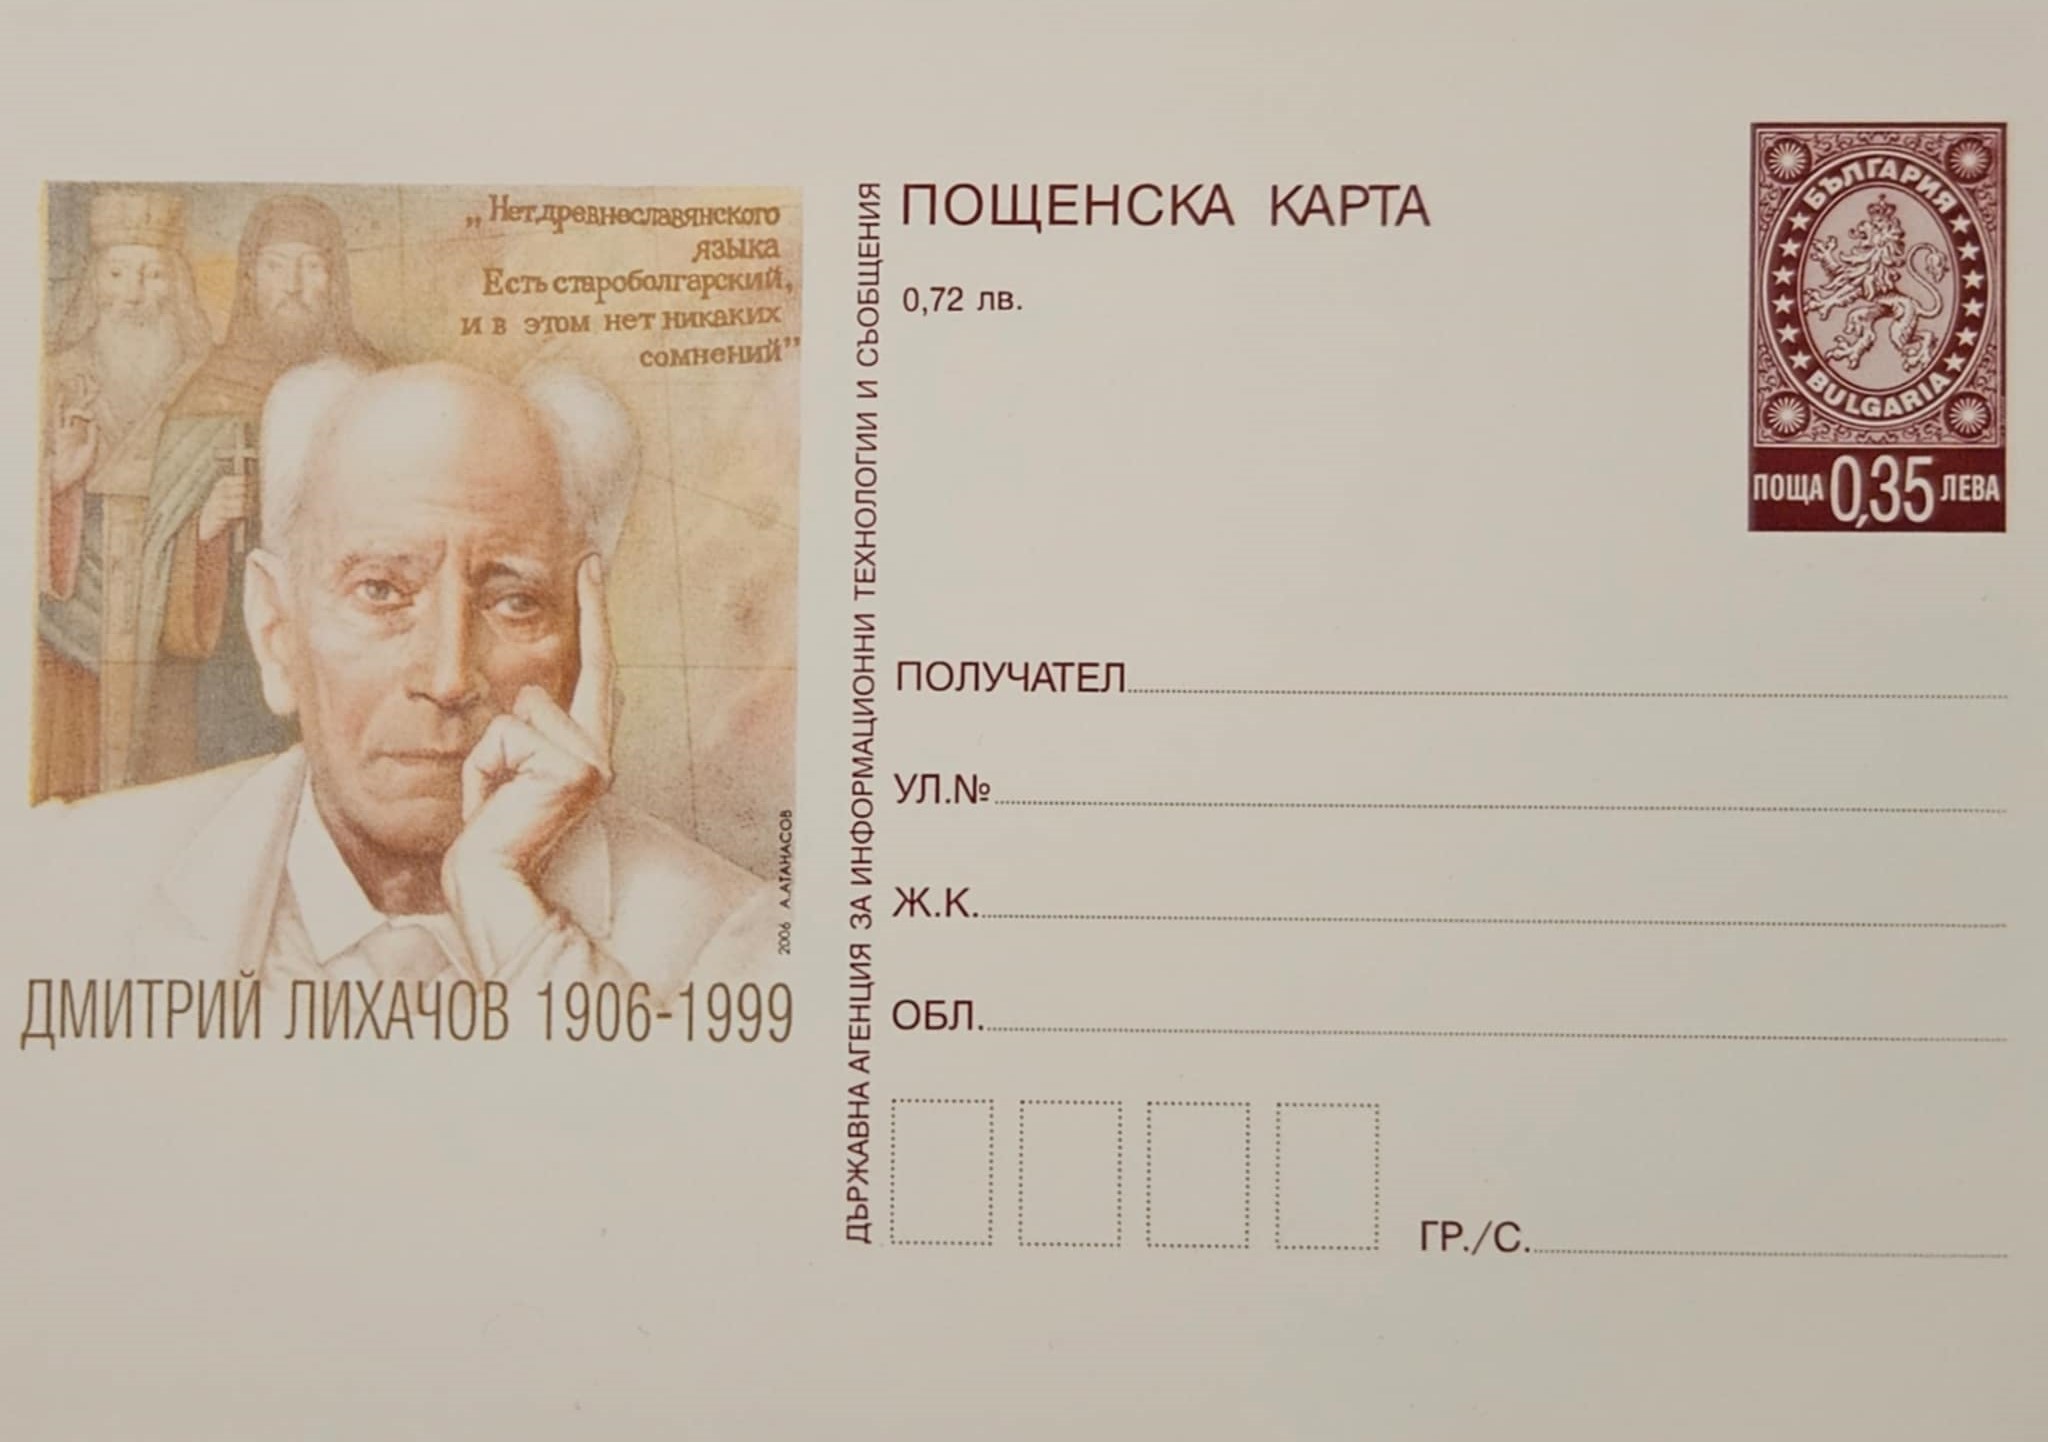 „Нет древнеславянского
языка
Есть староболгарский,
и в этом нет никаких
сомнений”
2006 А.АТАНАСОВ
ДМИТРИЙ ЛИХАЧОВ 1906-1999
ДЪРЖАВНА АГЕНЦИЯ ЗА ИНФОРМАЦИОННИ ТЕХНОЛОГИИ И СЪОБЩЕНИЯ
ПОЩЕНСКА КАРТА
0,72 лв.
БЪЛГАРИЯ
BULGARIA
ПОЩА 0,35 ЛЕВА
ПОЛУЧАТЕЛ
УЛ.№
Ж.К.
ОБЛ.
ГР./С.